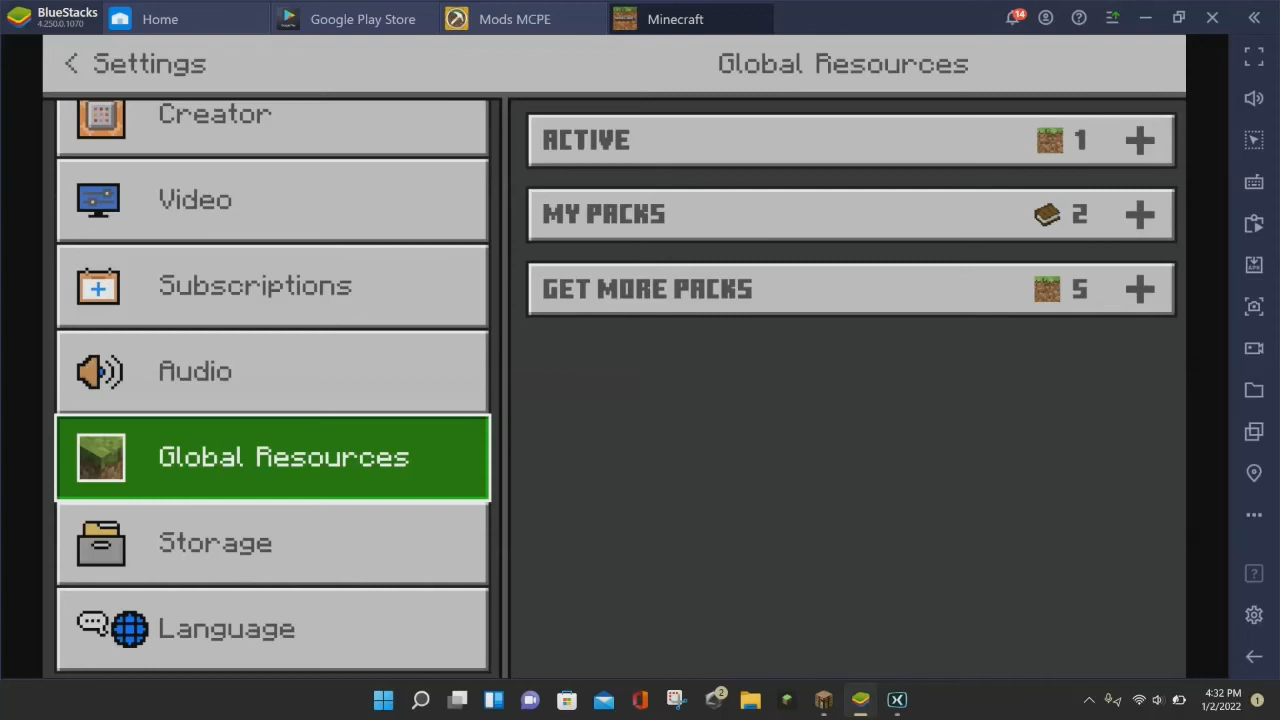 BlueStacks
4.250.0.1070
Home
Google Play Store
Mods MCPE
Minecraft
14
Settings
Global Resources
Creator
Video
Subscriptions
Audio
Global Resources
Storage
Language
ACTIVE 1
MY PACKS 2
GET MORE PACKS 5
2
4:32 PM
1/2/2022
1